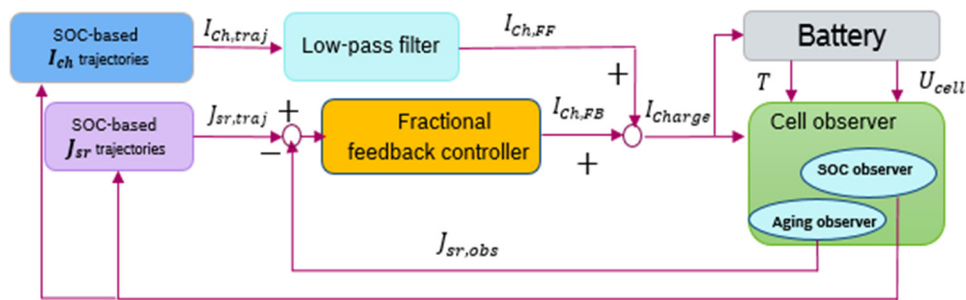 SOC-based
I_ch trajectories
I_Ch,traj
Low-pass filter
I_Ch,FF
Battery
T
U_cell
SOC-based
J_sr trajectories
J_sr,traj
+
−
Fractional
feedback controller
I_Ch,FB
+
+
I_Charge
Cell observer
SOC observer
Aging observer
J_sr,obs